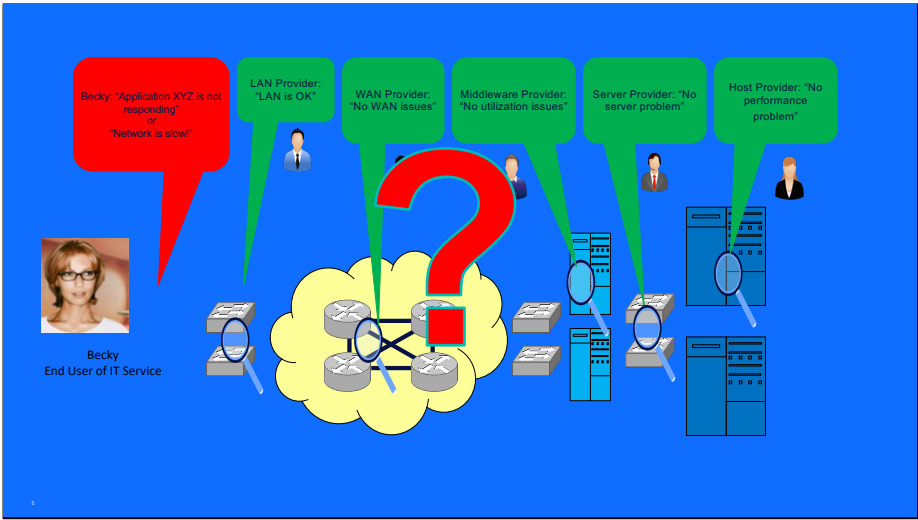 Becky: “Application XYZ is not
responding”
or
“Network is slow!”
LAN Provider:
“LAN is OK”
WAN Provider:
“No WAN issues”
Middleware Provider:
“No utilization issues”
Server Provider: “No
server problem”
Host Provider: “No
performance
problem”
?
Becky
End User of IT Service
5